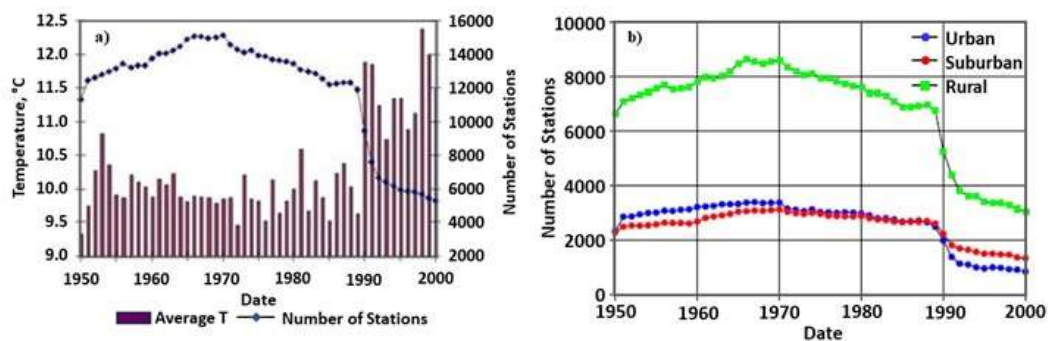 a)
12.5
12.0
11.5
11.0
10.5
10.0
9.5
9.0
Temperature, °C
16000
14000
12000
10000
8000
6000
4000
2000
Number of Stations
1950 1960 1970 1980 1990 2000
Date
Average T Number of Stations
b)
10000
8000
6000
4000
2000
0
Number of Stations
Urban
Suburban
Rural
1950 1960 1970 1980 1990 2000
Date